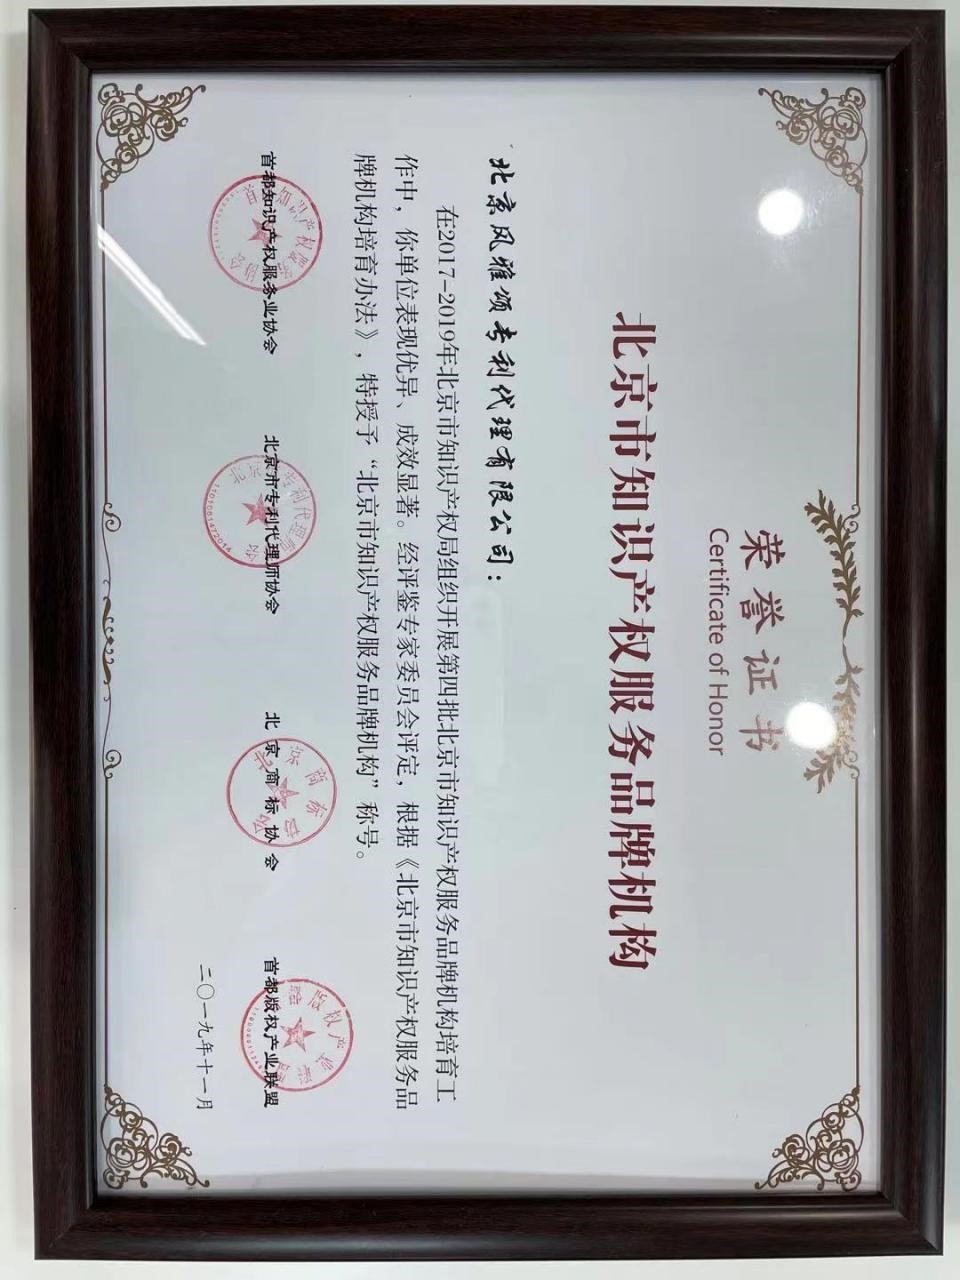 荣誉证书
Certificate of Honor
北京市知识产权服务品牌机构
北京风雅颂专利代理有限公司：
在2017-2019年北京市知识产权局组织开展第四批北京市知识产权服务品牌机构培育工
作中，你单位表现优异、成效显著。经评鉴专家委员会评定，根据《北京市知识产权服务品
牌机构培育办法》，特授予“北京市知识产权服务品牌机构”称号。
首都知识产权服务业协会
北京市专利代理师协会
北京商标协会
首都版权产业联盟
二〇一九年十一月